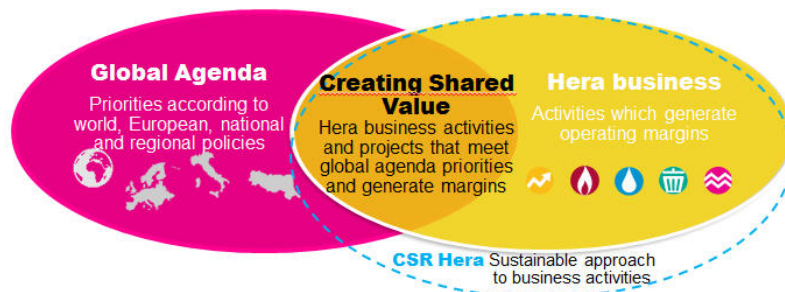 Global Agenda
Priorities according to
world, European, national
and regional policies
Creating Shared
Value
Hera business activities
and projects that meet
global agenda priorities
and generate margins
Hera business
Activities which generate
operating margins
CSR Hera Sustainable approach
to business activities